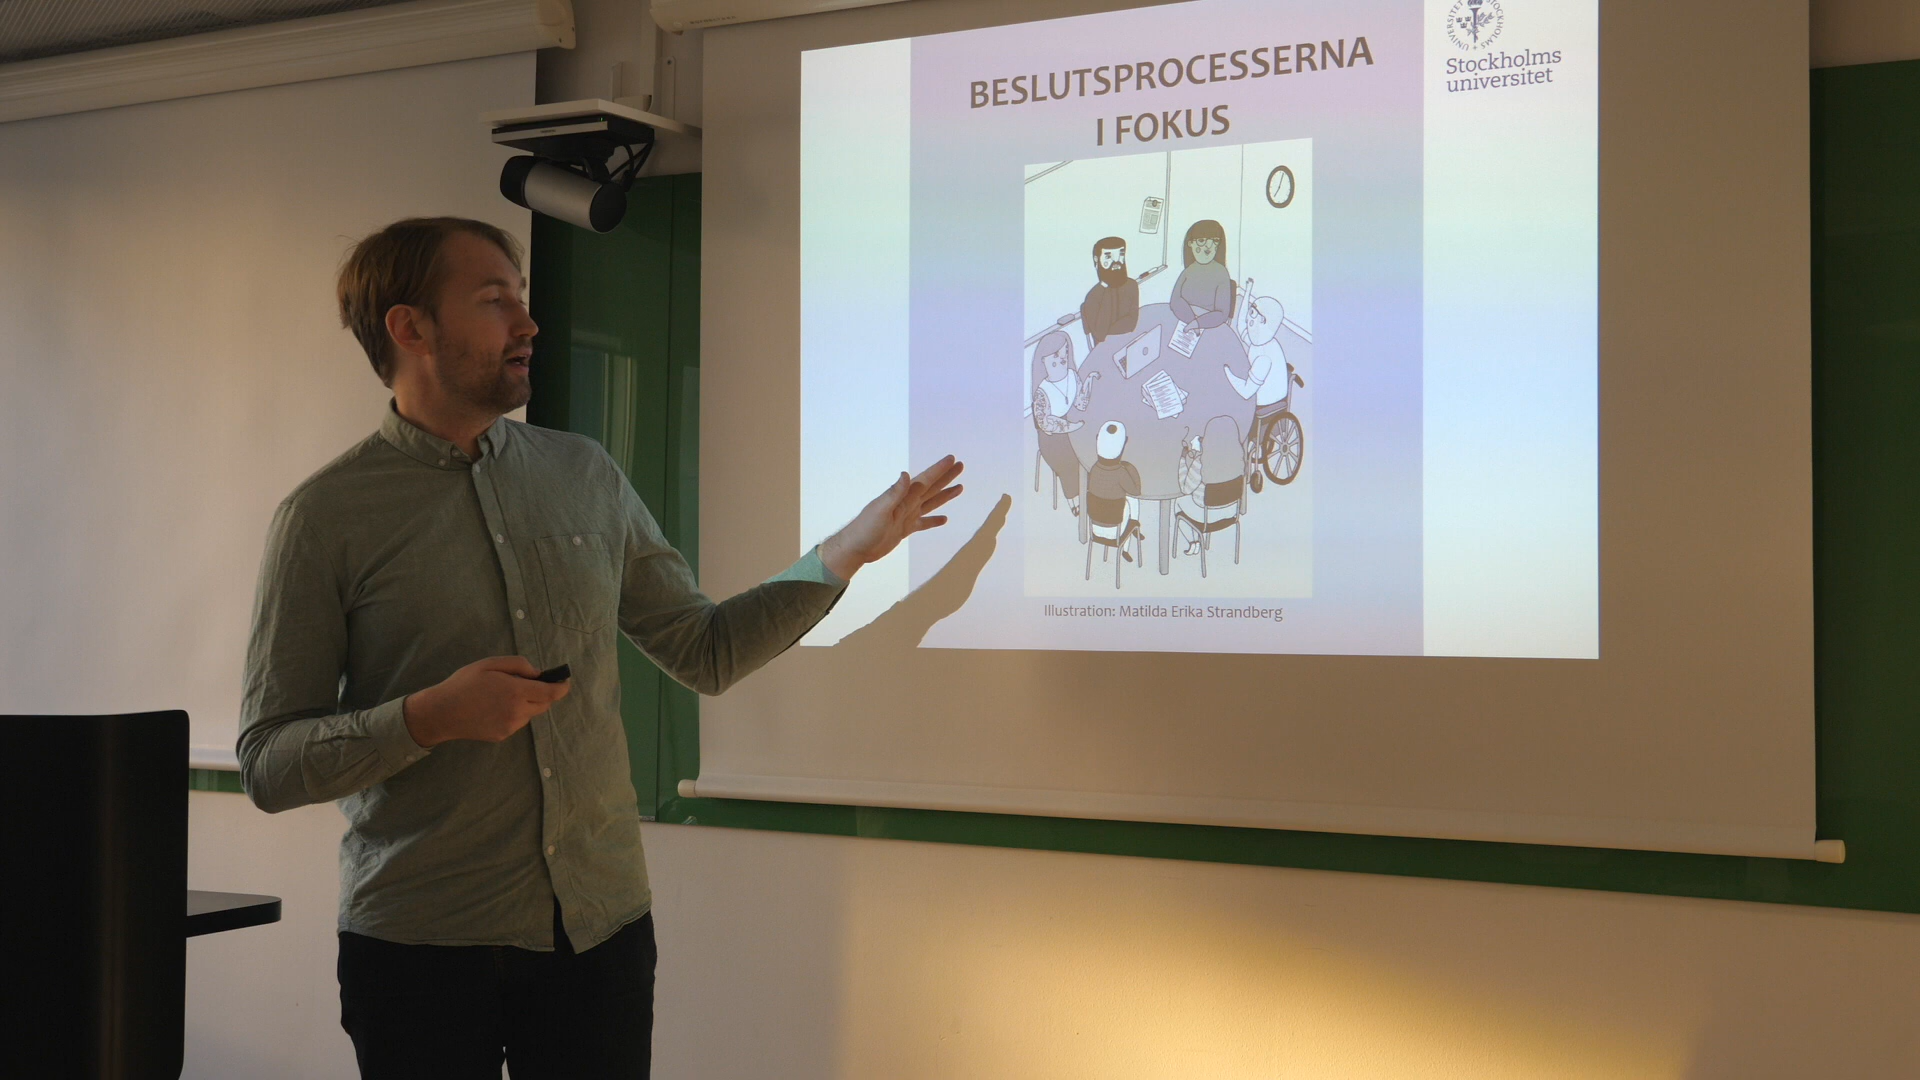 BESLUTSPROCESSERNA
I FOKUS
Stockholms
universitet
Illustration: Matilda Erika Strandberg